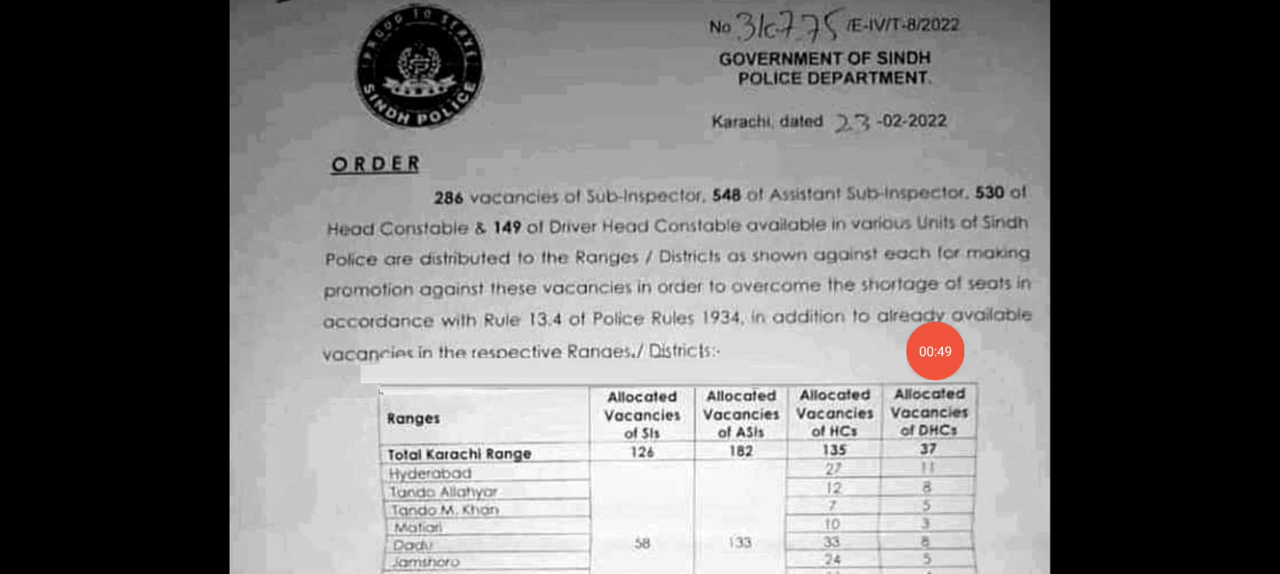 PROUD TO SERVE
SINDH POLICE
No /E-IV/T-8/2022
GOVERNMENT OF SINDH
POLICE DEPARTMENT.
Karachi, dated 23 -02-2022
ORDER
286 vacancies of Sub-Inspector, 548 of Assistant Sub-Inspector, 530 of
Head Constable & 149 of Driver Head Constable available in various Units of Sindh
Police are distributed to the Ranges / Districts as shown against each for making
promotion against these vacancies in order to overcome the shortage of seats in
accordance with Rule 13.4 of Police Rules 1934, in addition to already available
vacancies in the respective Ranges./ Districts:-
00:49
Ranges Allocated Vacancies of SIs Allocated Vacancies of ASIs Allocated Vacancies of HCs Allocated Vacancies of DHCs
Total Karachi Range 126 182 135 37
Hyderabad 27 11
Tando Allahyar 12 8
Tando M. Khan 7 5
Matiari 10 3
Dadu 58 133 33 8
Jamshoro 24 5